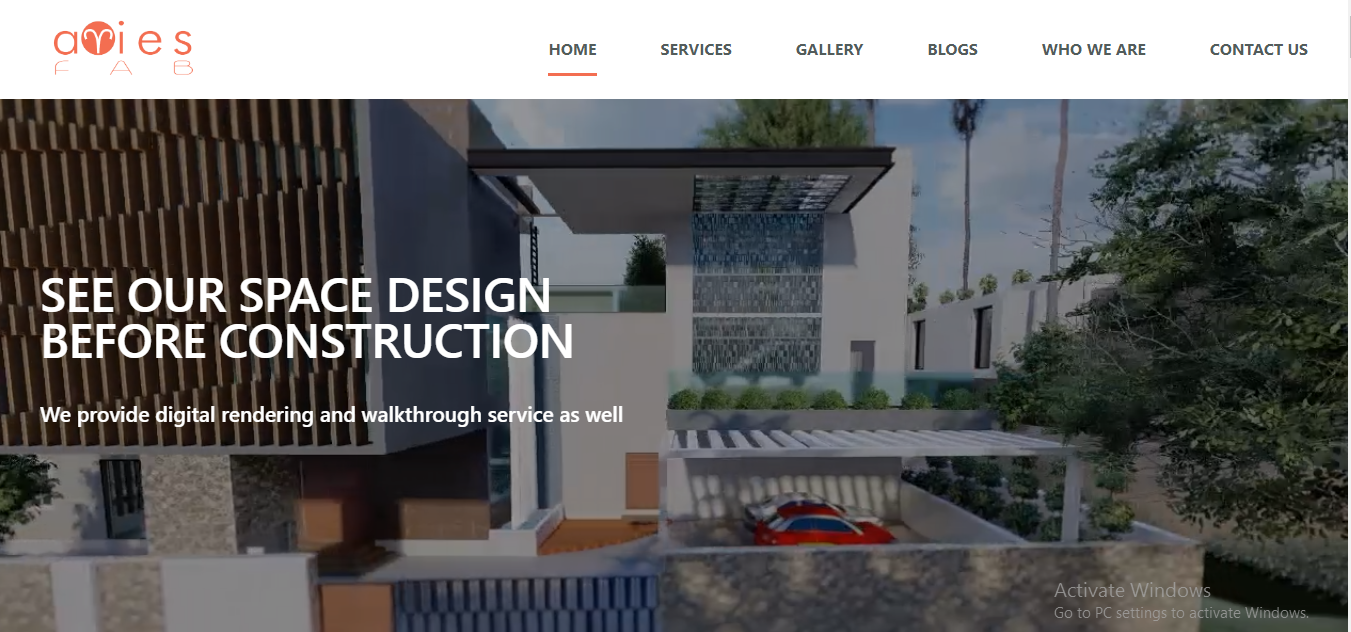 aries
FAB
HOME SERVICES GALLERY BLOGS WHO WE ARE CONTACT US
SEE OUR SPACE DESIGN
BEFORE CONSTRUCTION
We provide digital rendering and walkthrough service as well
Activate Windows
Go to PC settings to activate Windows.